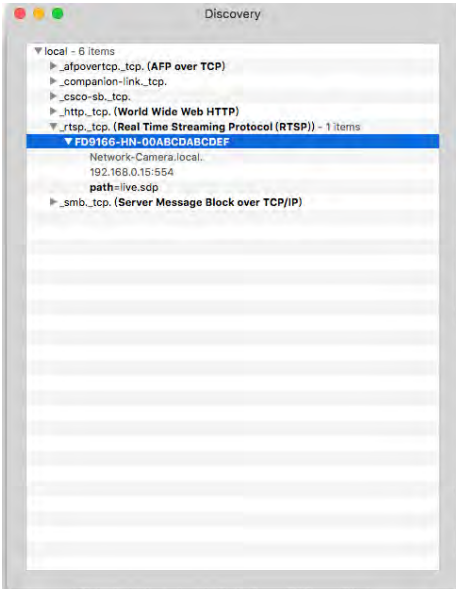 Discovery
local - 6 items
_afpovertcp._tcp. (AFP over TCP)
_companion-link._tcp.
_csco-sb._tcp.
_http._tcp. (World Wide Web HTTP)
_rtsp._tcp. (Real Time Streaming Protocol (RTSP)) - 1 items
FD9166-HN-00ABCDABCDEF
Network-Camera.local.
192.168.0.15:554
path=live.sdp
_smb._tcp. (Server Message Block over TCP/IP)